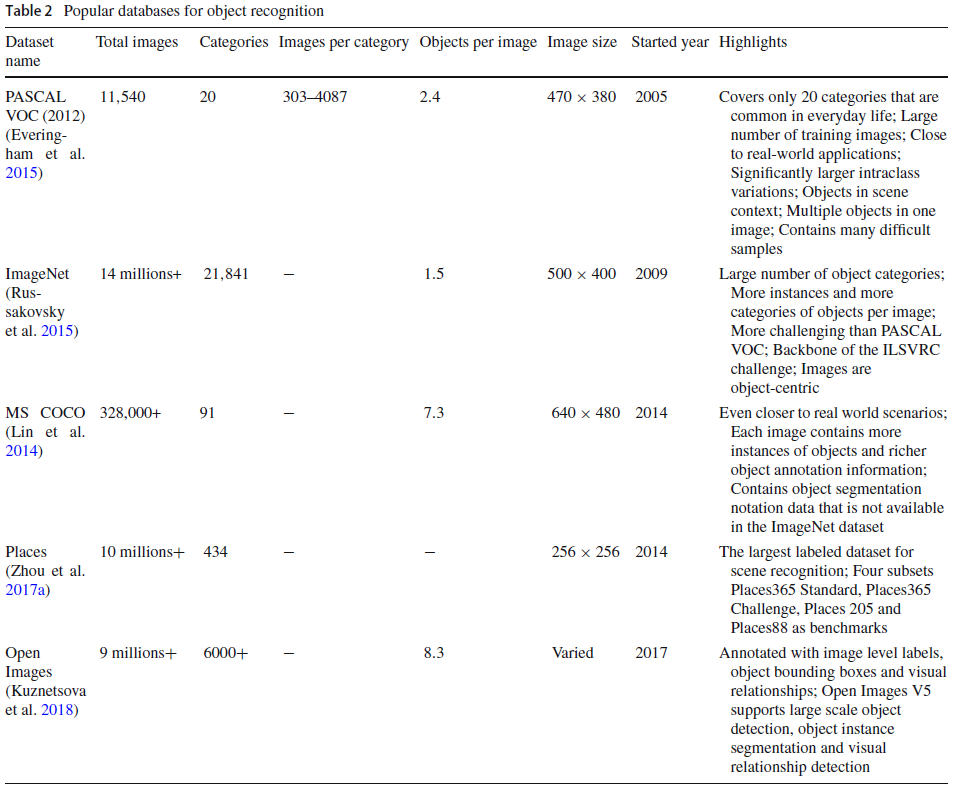 Table 2 Popular databases for object recognition
Dataset name Total images Categories Images per category Objects per image Image size Started year Highlights
PASCAL 11,540 20 303–4087 2.4 470 × 380 2005 Covers only 20 categories that are
VOC (2012) common in everyday life; Large
(Evering- number of training images; Close
ham et al. to real-world applications;
2015) Significantly larger intraclass
variations; Objects in scene
context; Multiple objects in one
image; Contains many difficult
samples
ImageNet 14 millions+ 21,841 – 1.5 500 × 400 2009 Large number of object categories;
(Rus- More instances and more
sakovsky categories of objects per image;
et al. 2015) More challenging than PASCAL
VOC; Backbone of the ILSVRC
challenge; Images are
object-centric
MS COCO 328,000+ 91 – 7.3 640 × 480 2014 Even closer to real world scenarios;
(Lin et al. Each image contains more
2014) instances of objects and richer
object annotation information;
Contains object segmentation
notation data that is not available
in the ImageNet dataset
Places 10 millions+ 434 – – 256 × 256 2014 The largest labeled dataset for
(Zhou et al. scene recognition; Four subsets
2017a) Places365 Standard, Places365
Challenge, Places 205 and
Places88 as benchmarks
Open 9 millions+ 6000+ – 8.3 Varied 2017 Annotated with image level labels,
Images object bounding boxes and visual
(Kuznetsova relationships; Open Images V5
et al. 2018) supports large scale object
detection, object instance
segmentation and visual
relationship detection